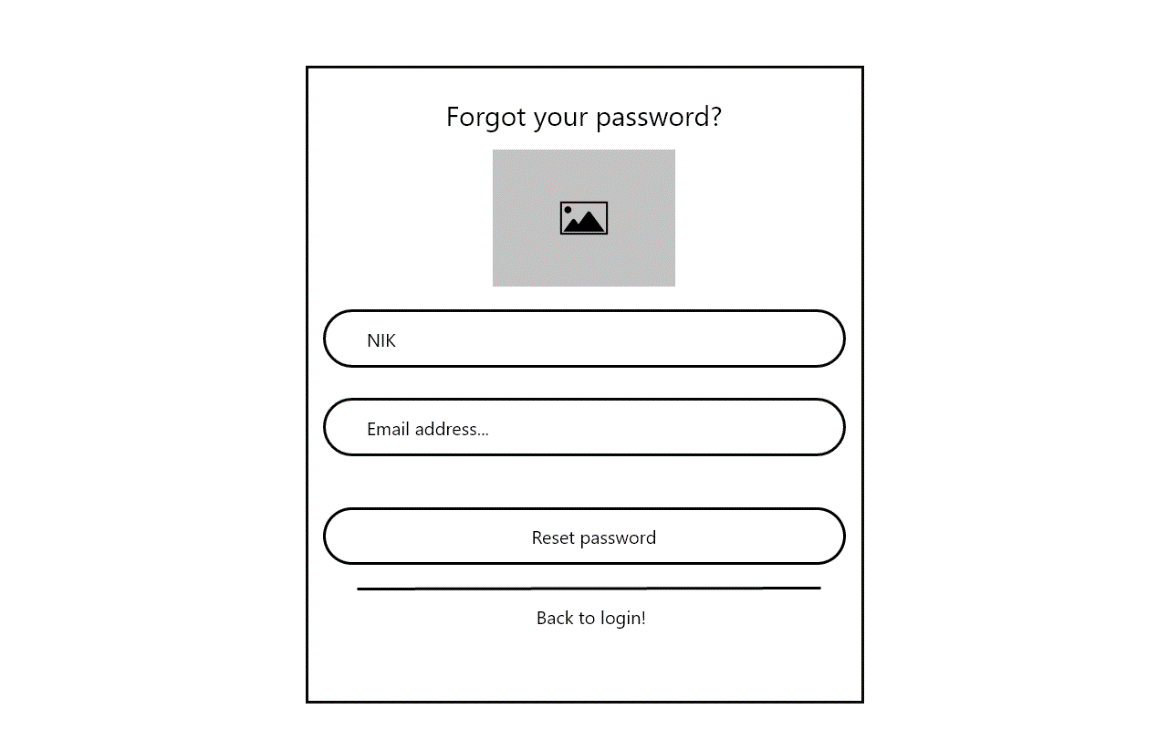 Forgot your password?
NIK
Email address...
Reset password
Back to login!